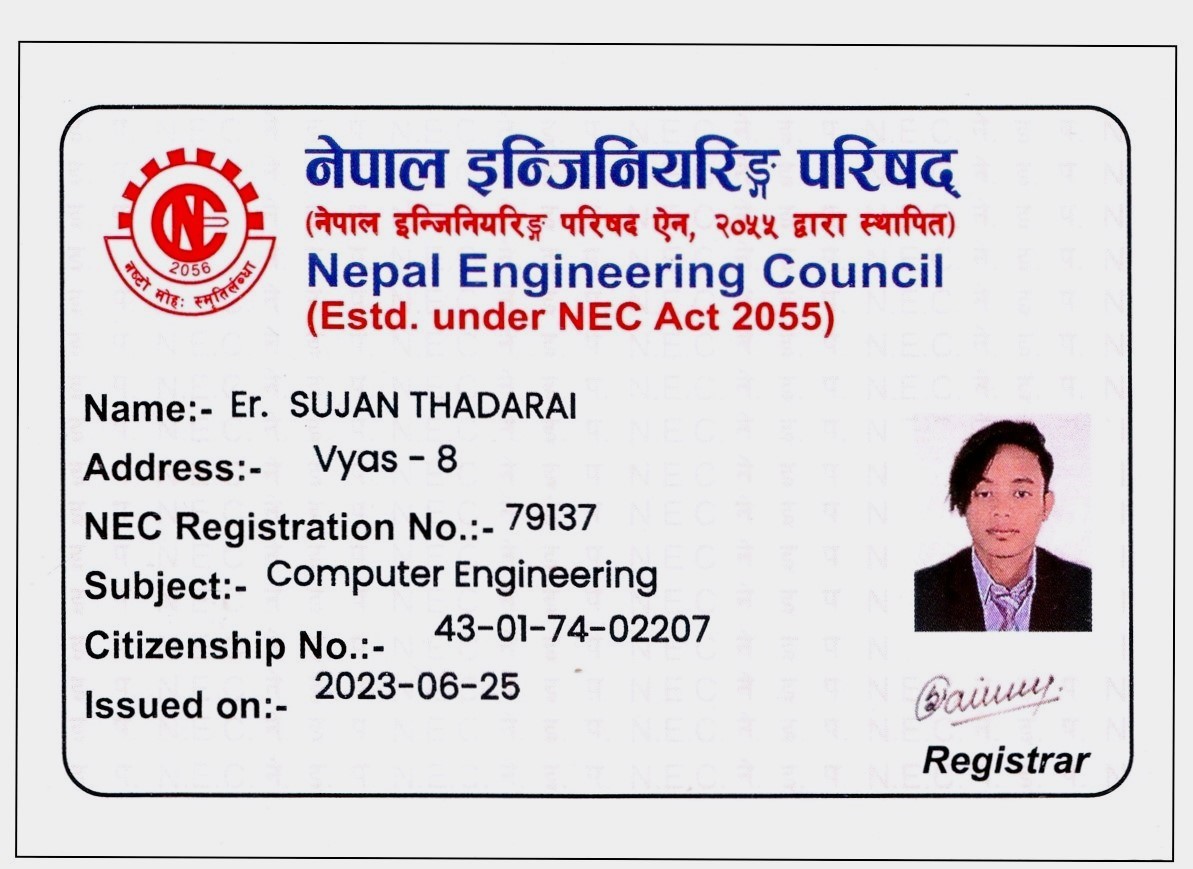 नेपाल इन्जिनियरिङ्ग परिषद्
(नेपाल इन्जिनियरिङ्ग परिषद ऐन, २०५५ द्वारा स्थापित)
Nepal Engineering Council
(Estd. under NEC Act 2055)
NEC
2056
नष्टो मोहः स्मृतिर्लब्धा
Name:- Er. SUJAN THADARAI
Address:- Vyas - 8
NEC Registration No.:- 79137
Subject:- Computer Engineering
Citizenship No.:- 43-01-74-02207
Issued on:- 2023-06-25
Registrar